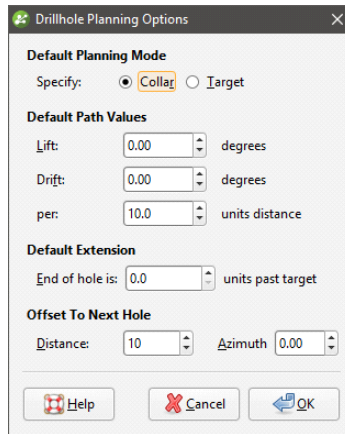 Drillhole Planning Options
Default Planning Mode
Specify: Collar Target
Default Path Values
Lift: 0.00 degrees
Drift: 0.00 degrees
per: 10.0 units distance
Default Extension
End of hole is: 0.0 units past target
Offset To Next Hole
Distance: 10 Azimuth 0.00
Help Cancel OK